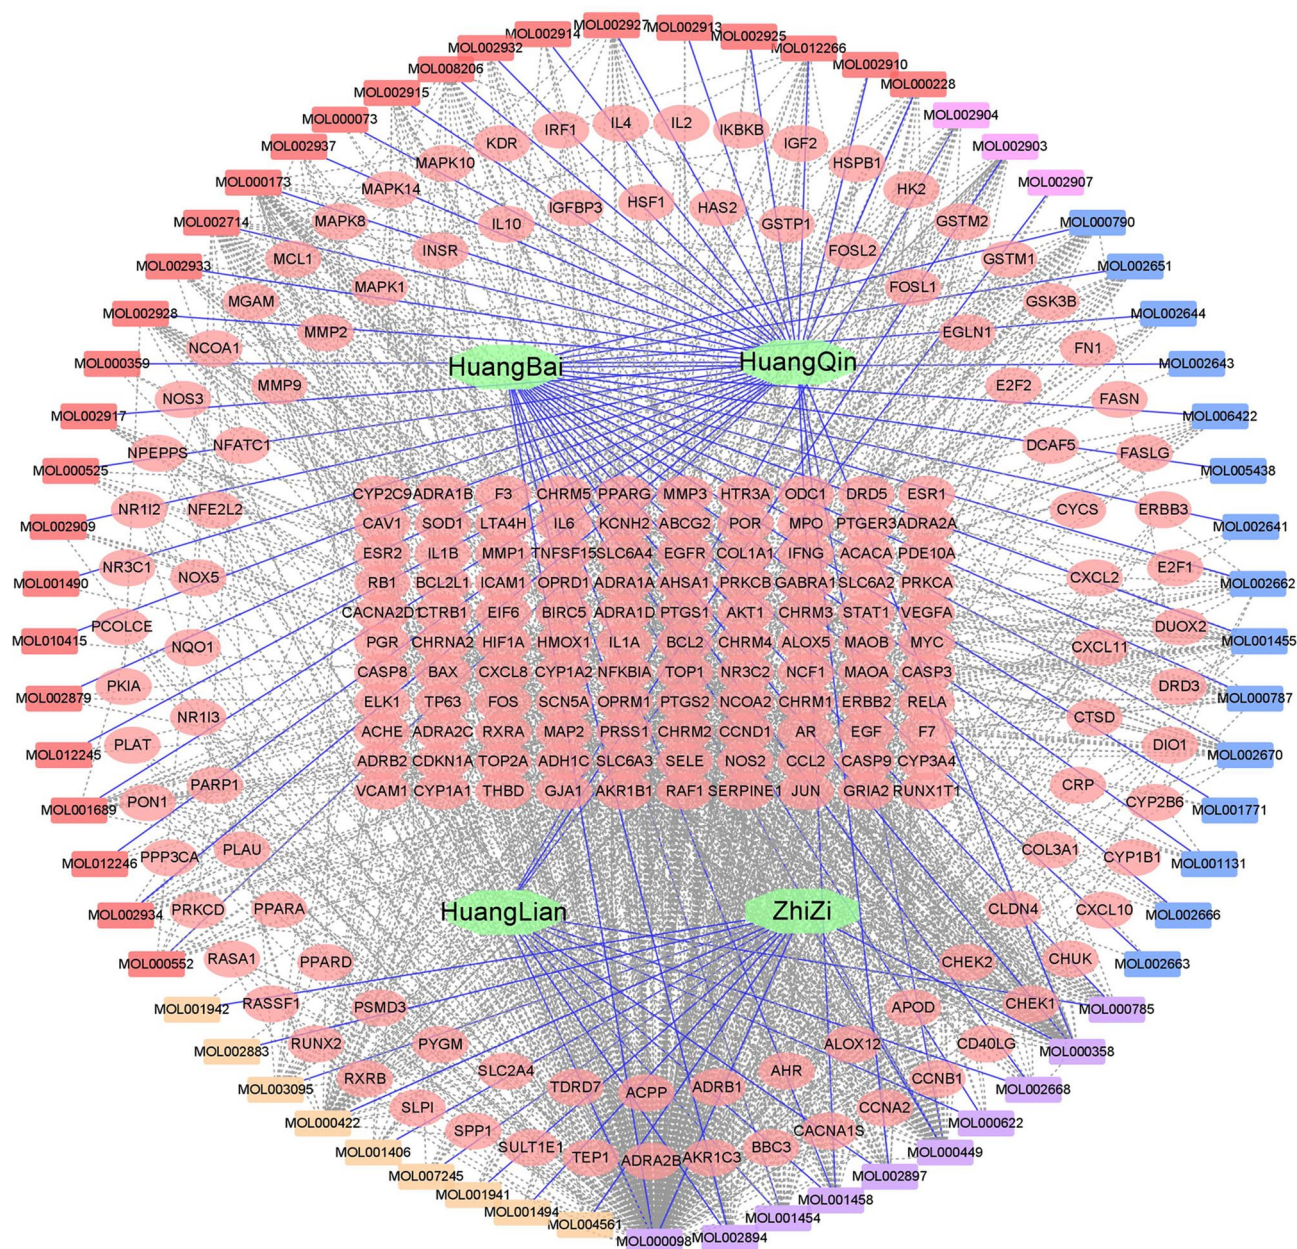 MOL002927
MOL002913
MOL002914
MOL002925
MOL002932
MOL012266
MOL008206
MOL002910
MOL002915
MOL000228
MOL000073
MOL002904
MOL002937
MOL002903
MOL000173
MOL002907
MOL002714
MOL000790
MOL002933
MOL002651
MOL002928
MOL002644
MOL000359
MOL002643
MOL002917
MOL006422
MOL000525
MOL005438
MOL002909
MOL002641
MOL001490
MOL002662
MOL010415
MOL001455
MOL002879
MOL000787
MOL012245
MOL002670
MOL001689
MOL001771
MOL012246
MOL001131
MOL002934
MOL002666
MOL000552
MOL002663
MOL001942
MOL000785
MOL002883
MOL000358
MOL003095
MOL002668
MOL000422
MOL000622
MOL001406
MOL000449
MOL007245
MOL002897
MOL001941
MOL001458
MOL001494
MOL001454
MOL004561
MOL002894
MOL000098
KDR
IRF1
IL4
IL2
IKBKB
IGF2
HSPB1
HK2
GSTM2
GSTM1
GSK3B
FN1
FASN
FASLG
ERBB3
E2F1
DUOX2
DRD3
DIO1
CYP2B6
CYP1B1
CXCL10
CHUK
CHEK1
CD40LG
CCNB1
CCNA2
CACNA1S
BBC3
AKR1C3
ADRA2B
TEP1
SULT1E1
SPP1
SLPI
RXRB
RUNX2
RASSF1
RASA1
PRKCD
PPP3CA
PON1
PLAT
PKIA
PCOLCE
NR3C1
NR1I2
NPEPPS
NOS3
NCOA1
MGAM
MCL1
MAPK8
MAPK14
MAPK10
IL10
IGFBP3
HSF1
HAS2
GSTP1
FOSL2
FOSL1
EGLN1
E2F2
DCAF5
CYCS
CXCL2
CXCL11
CTSD
CRP
COL3A1
CLDN4
CHEK2
APOD
ALOX12
AHR
ADRB1
ACPP
TDRD7
SLC2A4
PYGM
PSMD3
PPARD
PPARA
PLAU
PARP1
NR1I3
NQO1
NOX5
NFE2L2
NFATC1
MMP9
MMP2
MAPK1
INSR
HuangBai
HuangQin
CYP2C9 ADRA1B F3 CHRM5 PPARG MMP3 HTR3A ODC1 DRD5 ESR1
CAV1 SOD1 LTA4H IL6 KCNH2 ABCG2 POR MPO PTGER3 ADRA2A
ESR2 IL1B MMP1 TNFSF15 SLC6A4 EGFR COL1A1 IFNG ACACA PDE10A
RB1 BCL2L1 ICAM1 OPRD1 ADRA1A AHSA1 PRKCB GABRA1 SLC6A2 PRKCA
CACNA2D1 CTRB1 EIF6 BIRC5 ADRA1D PTGS1 AKT1 CHRM3 STAT1 VEGFA
PGR CHRNA2 HIF1A HMOX1 IL1A BCL2 CHRM4 ALOX5 MAOB MYC
CASP8 BAX CXCL8 CYP1A2 NFKBIA TOP1 NR3C2 NCF1 MAOA CASP3
ELK1 TP63 FOS SCN5A OPRM1 PTGS2 NCOA2 CHRM1 ERBB2 RELA
ACHE ADRA2C RXRA MAP2 PRSS1 CHRM2 CCND1 AR EGF F7
ADRB2 CDKN1A TOP2A ADH1C SLC6A3 SELE NOS2 CCL2 CASP9 CYP3A4
VCAM1 CYP1A1 THBD GJA1 AKR1B1 RAF1 SERPINE1 JUN GRIA2 RUNX1T1
HuangLian
ZhiZi